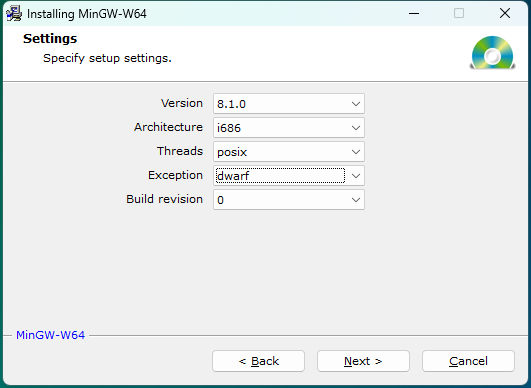 Installing MinGW-W64
Settings
Specify setup settings.
Version 8.1.0
Architecture i686
Threads posix
Exception dwarf
Build revision 0
MinGW-W64
< Back Next > Cancel